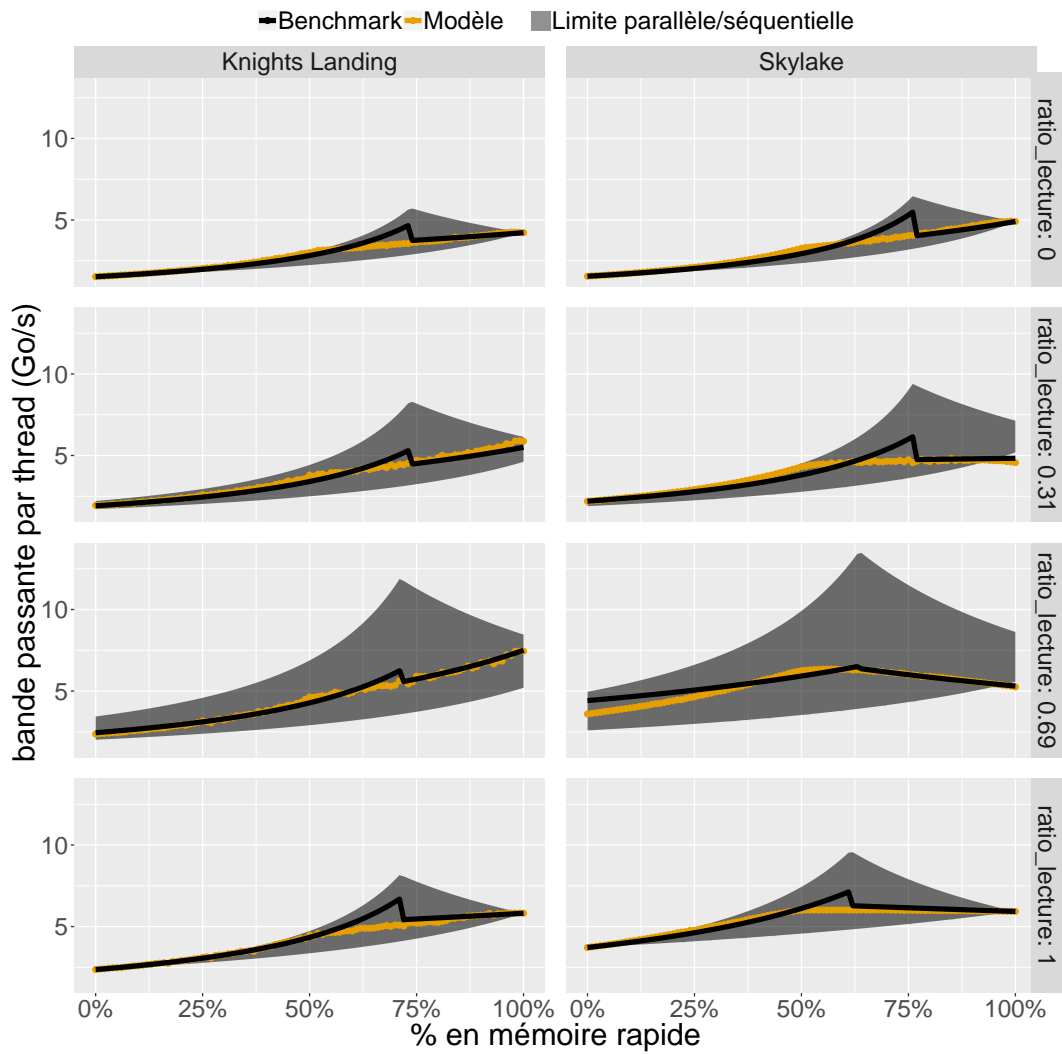 Benchmark Modèle Limite parallèle/séquentielle
Knights Landing Skylake
bande passante par thread (Go/s)
10
5
ratio_lecture: 0
10
5
ratio_lecture: 0.31
10
5
ratio_lecture: 0.69
10
5
ratio_lecture: 1
0% 25% 50% 75% 100% 0% 25% 50% 75% 100%
% en mémoire rapide